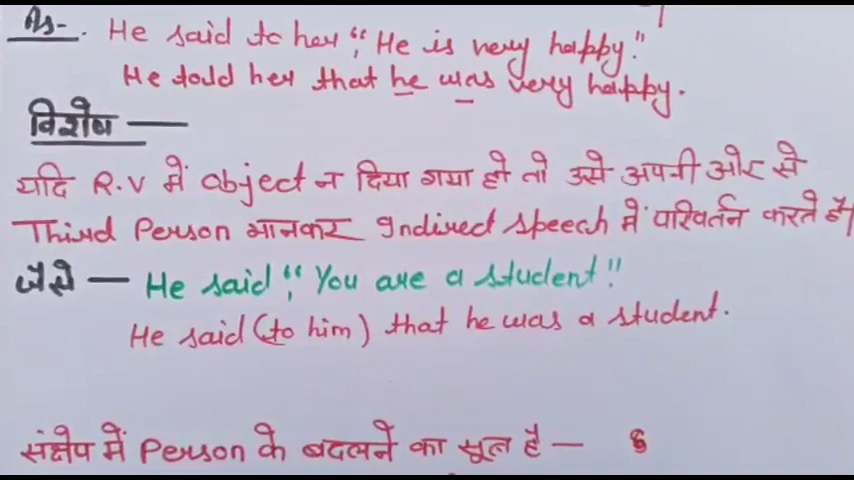 As-. He said to her, "He is very happy."
He told her that he was very happy.
विशेष —
यदि R.V में object न दिया गया हो तो उसे अपनी ओर से
Third Person मानकर Indirect speech में परिवर्तन करते हैं।
जैसे — He said, "You are a student."
He said (to him) that he was a student.
संक्षेप में Person के बदलने का सूत्र है —